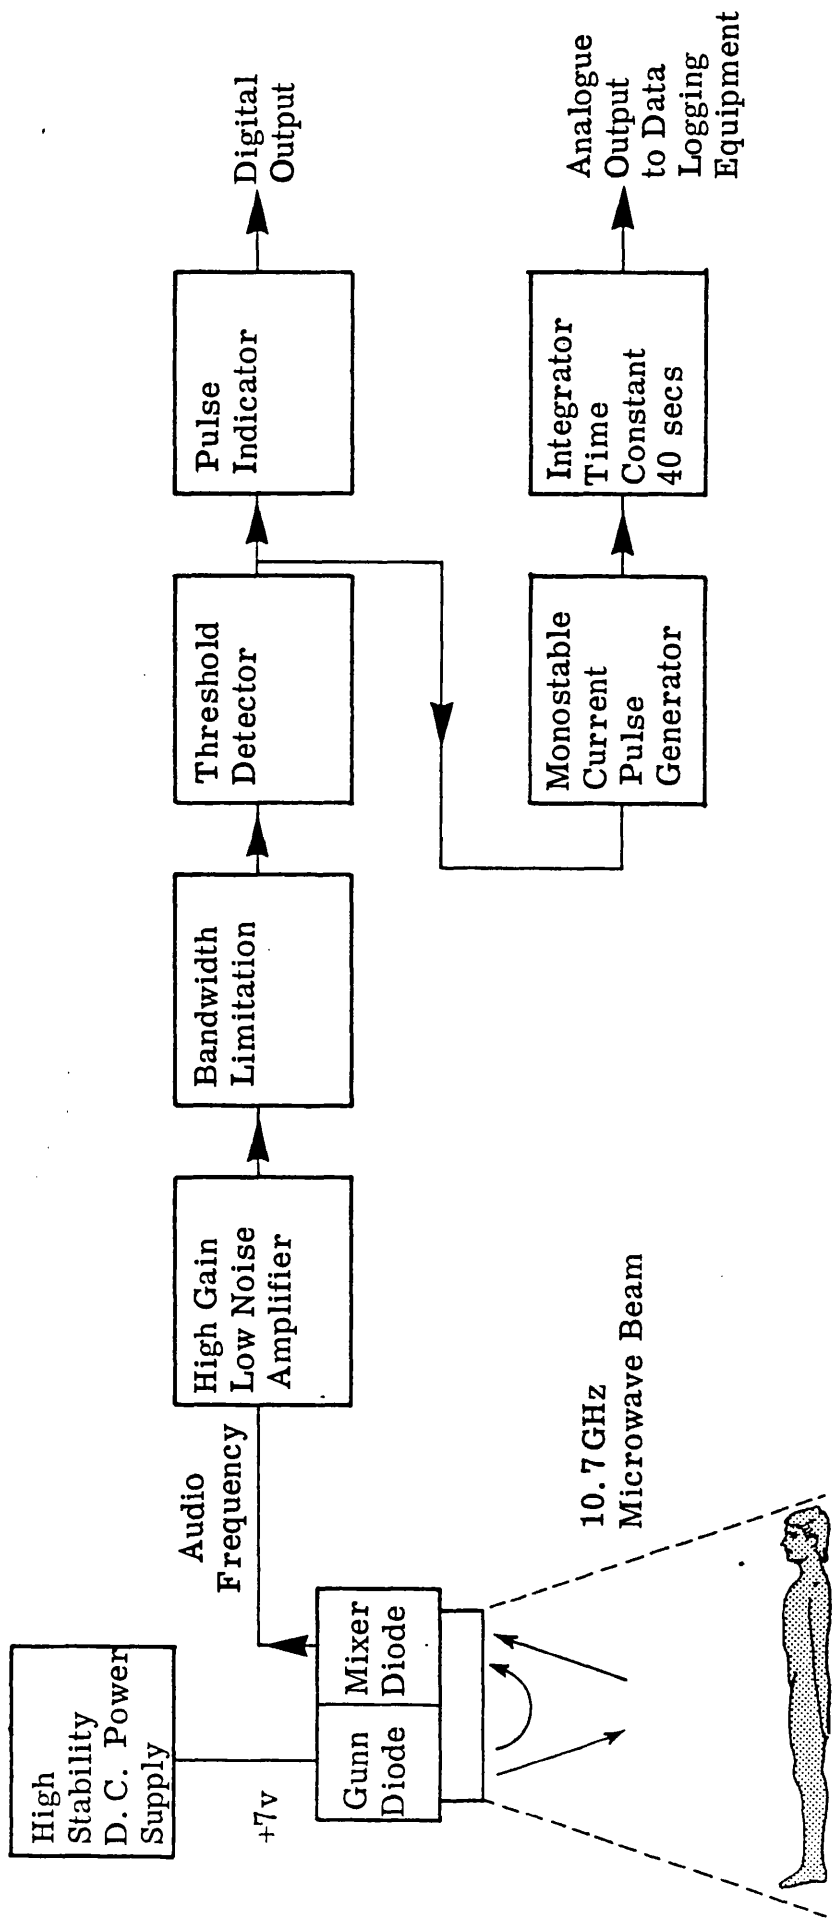 High
Stability
D. C. Power
Supply
+7v
Gunn
Diode
Mixer
Diode
Audio
Frequency
High Gain
Low Noise
Amplifier
Bandwidth
Limitation
Threshold
Detector
Pulse
Indicator
Digital
Output
Monostable
Current
Pulse
Generator
Integrator
Time
Constant
40 secs
Analogue
Output
to Data
Logging
Equipment
10.7GHz
Microwave Beam